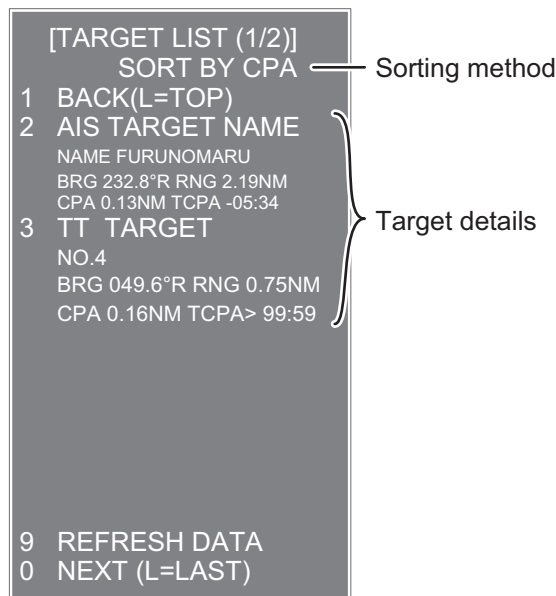 [TARGET LIST (1/2)]
SORT BY CPA
Sorting method
1 BACK(L=TOP)
2 AIS TARGET NAME
NAME FURUNOMARU
BRG 232.8°R RNG 2.19NM
CPA 0.13NM TCPA -05:34
3 TT TARGET
NO.4
BRG 049.6°R RNG 0.75NM
CPA 0.16NM TCPA> 99:59
Target details
9 REFRESH DATA
0 NEXT (L=LAST)